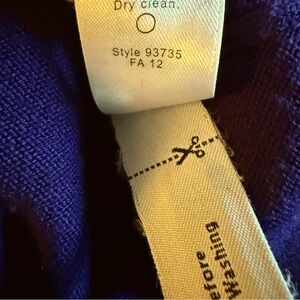 Dry clean.
Style 93735
FA 12
efore
Washing